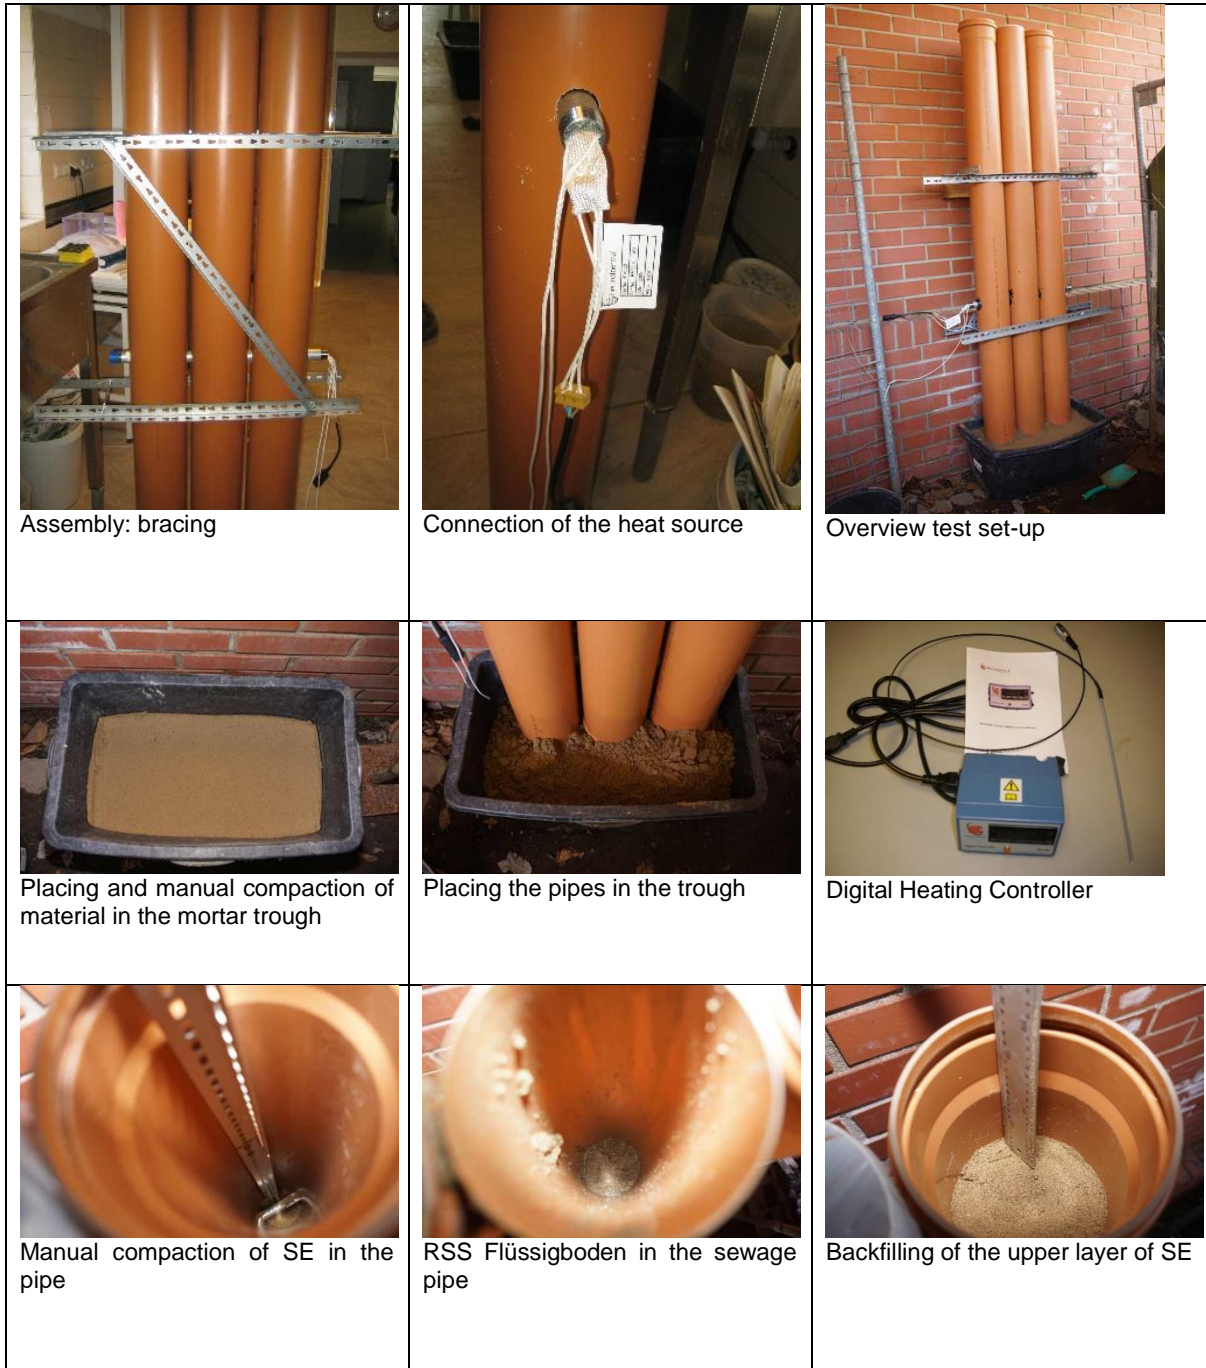 Assembly: bracing
Connection of the heat source
Overview test set-up
Placing and manual compaction of
material in the mortar trough
Placing the pipes in the trough
Digital Heating Controller
Manual compaction of SE in the
pipe
RSS Flüssigboden in the sewage
pipe
Backfilling of the upper layer of SE